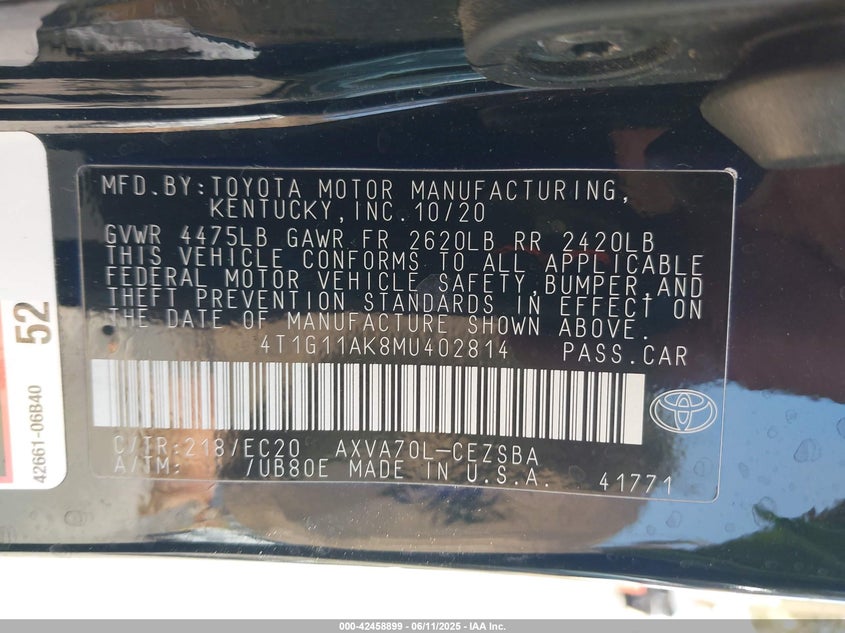 MFD.BY:TOYOTA MOTOR MANUFACTURING,
KENTUCKY,INC.10/20
GVWR 4475LB GAWR FR 2620LB RR 2420LB
THIS VEHICLE CONFORMS TO ALL APPLICABLE
FEDERAL MOTOR VEHICLE SAFETY,BUMPER,AND
THEFT PREVENTION STANDARDS IN EFFECT ON
THE DATE OF MANUFACTURE SHOWN ABOVE.
4T1G11AK8MU402814 PASS.CAR
C/TR:218/EC20 AXVA70L-CEZSBA
A/TM: /UB80E MADE IN U.S.A. 41771
52
42661-06B40
000-42458899 - 06/11/2025 - IAA Inc.